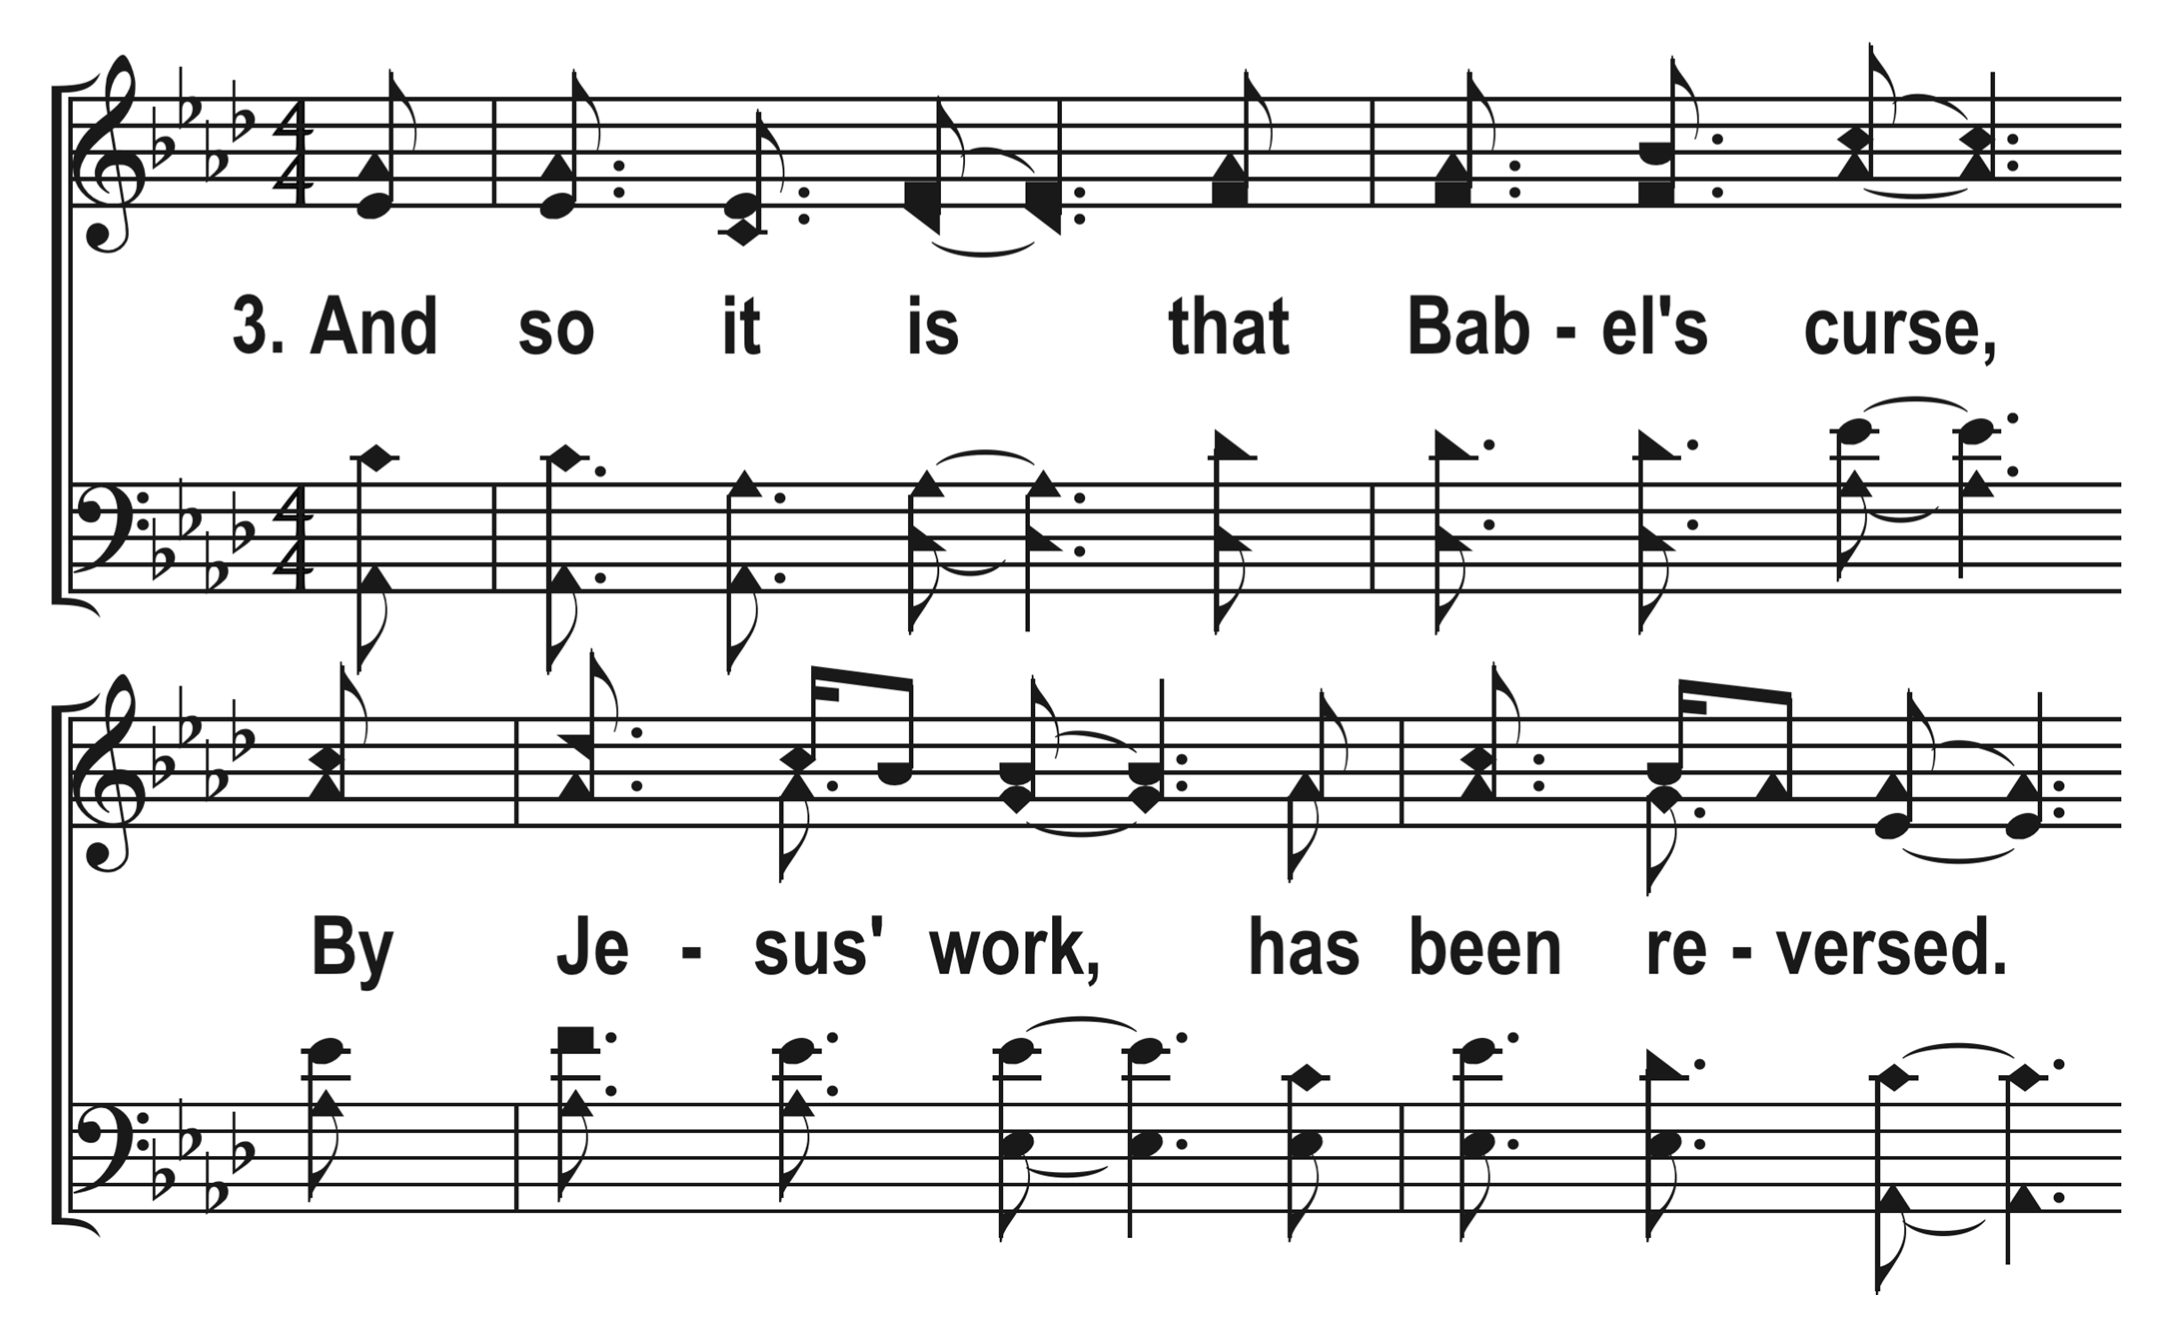 3. And so it is that Bab - el's curse,
By Je - sus' work, has been re - versed.